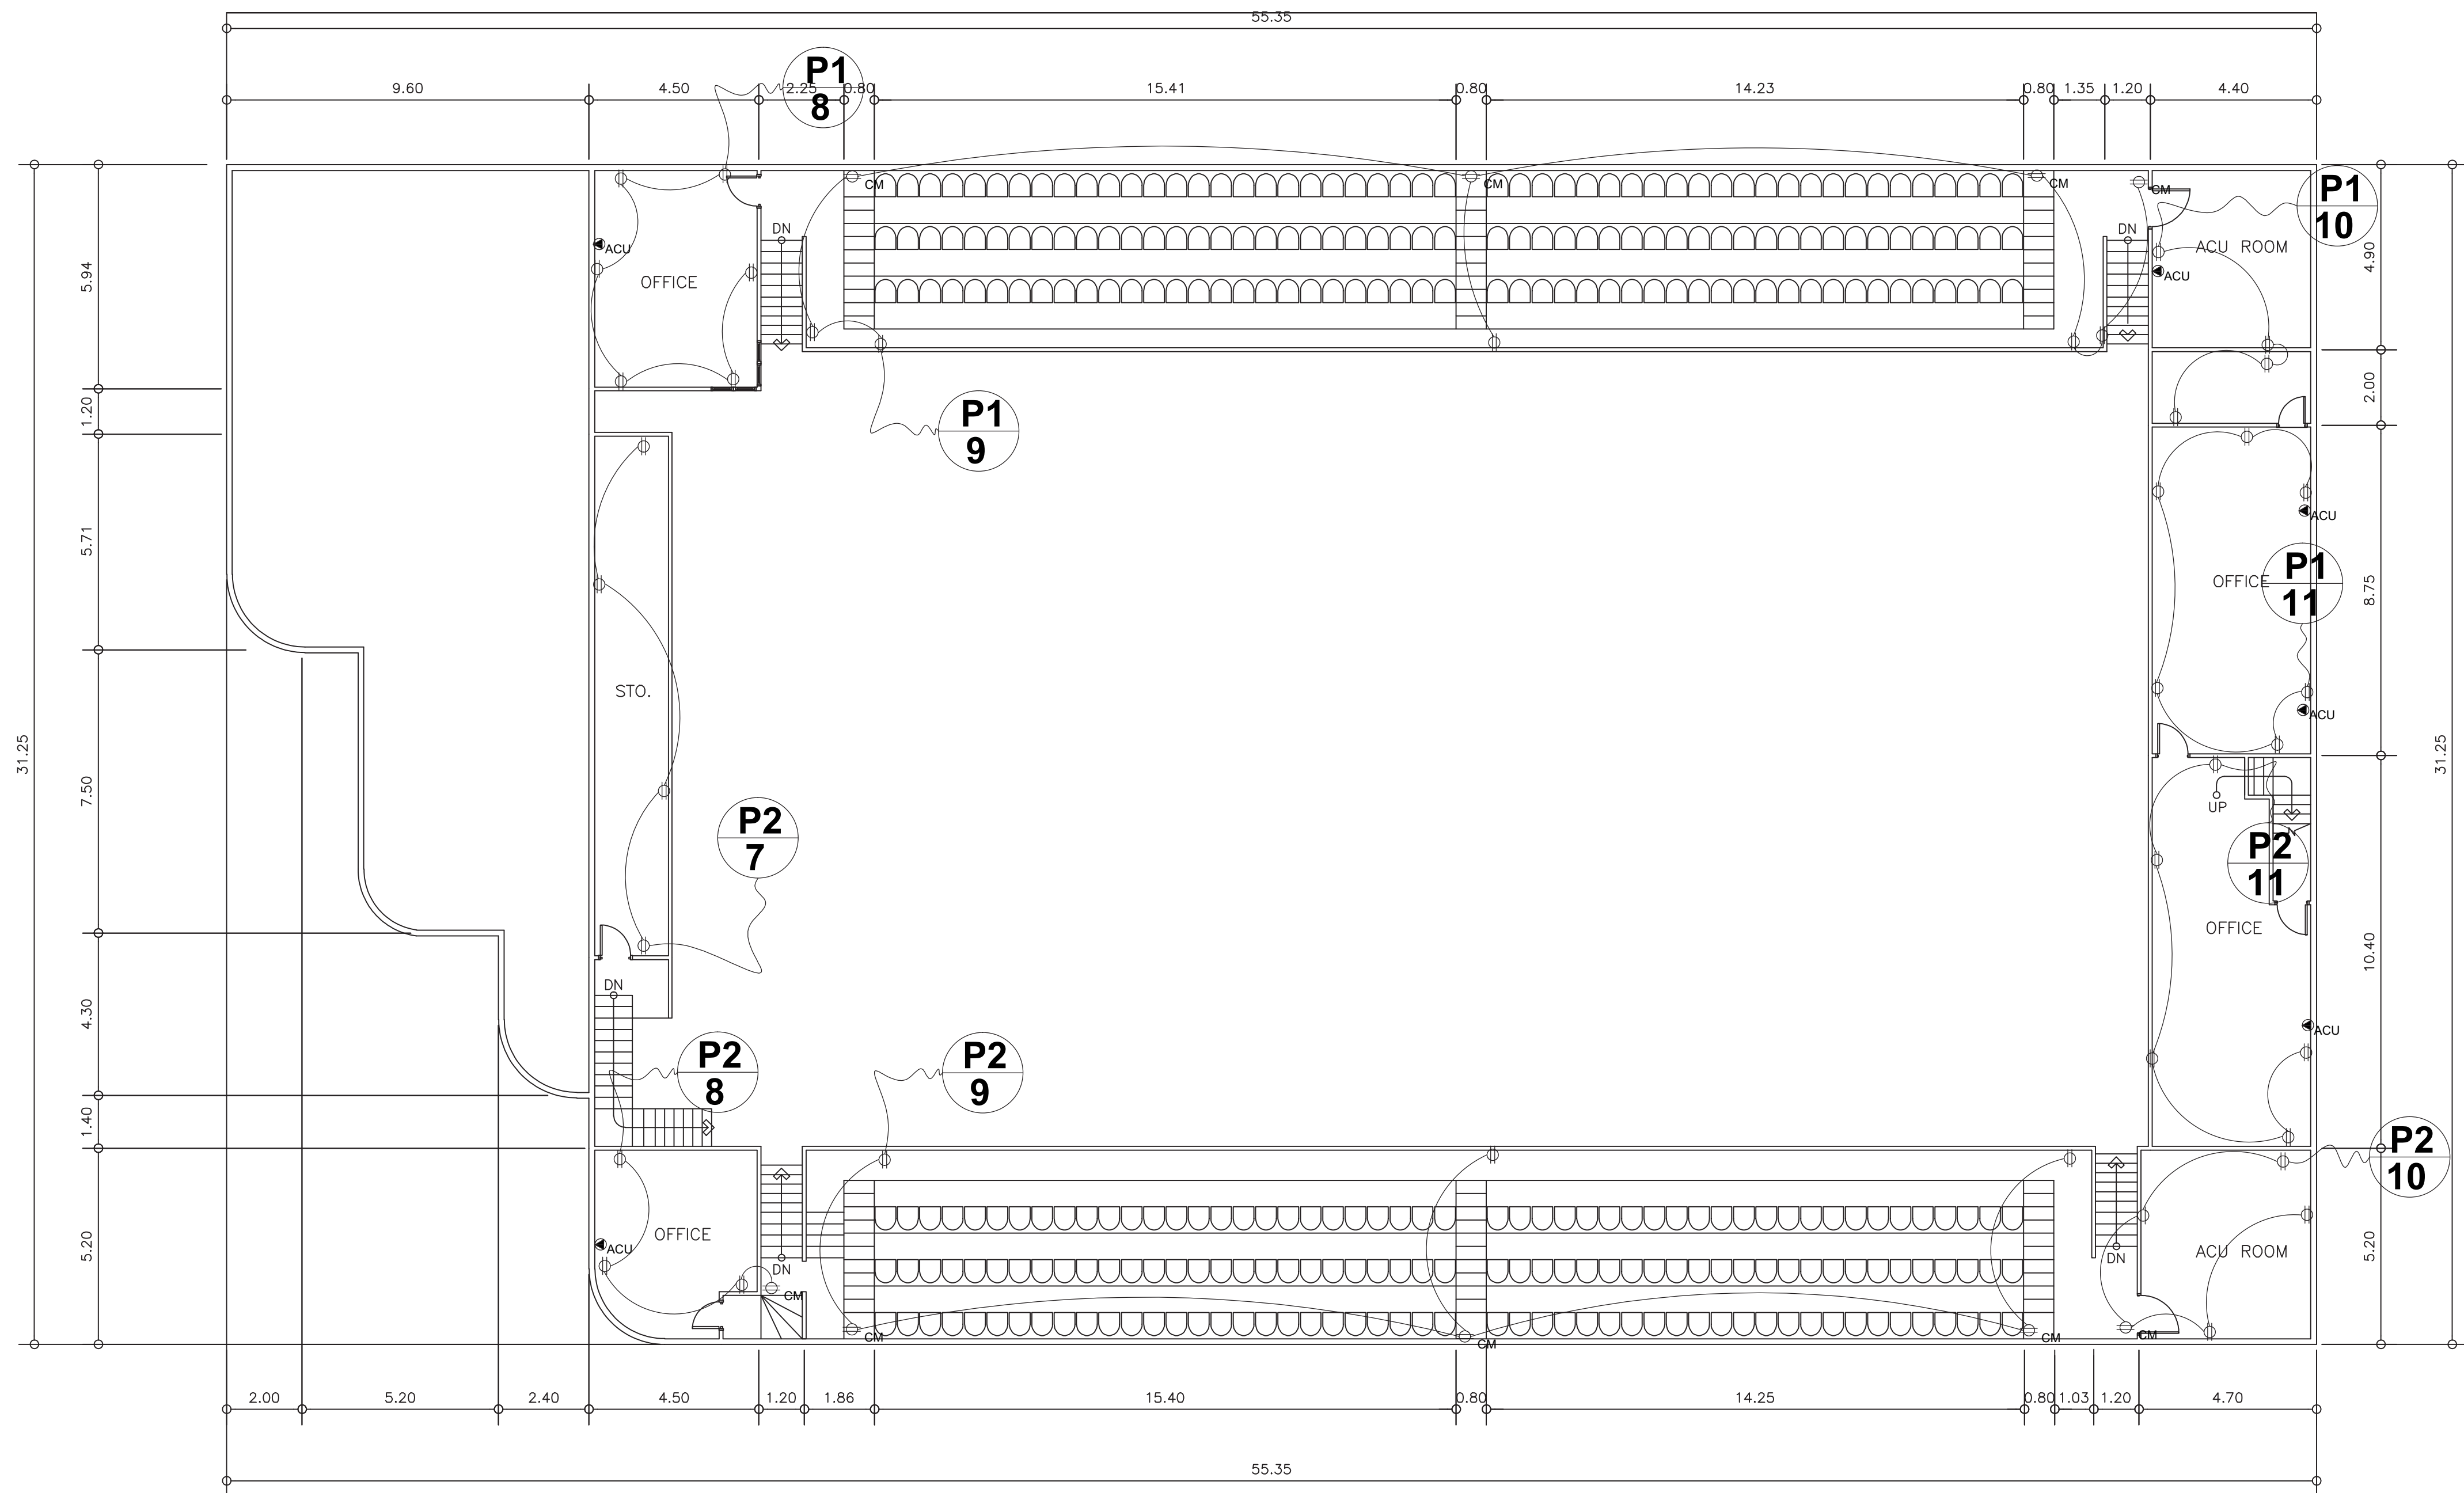 55.35
9.60 4.50 2.25 0.80 15.41 0.80 14.23 0.80 1.35 1.20 4.40
P1
8
CM CM CM CM
P1
10
DN DN
ACU ACU ROOM
ACU
OFFICE
5.94 4.90
1.20 2.00
P1
9
5.71 8.75
ACU
OFFICE
P1
11
STO.
ACU
31.25 31.25
7.50
UP
P2
7
P2
11
OFFICE
10.40
DN
4.30
ACU
P2
8
P2
9
1.40
P2
10
5.20 5.20
OFFICE
ACU
ACU ROOM
DN DN
CM
CM CM CM CM
2.00 5.20 2.40 4.50 1.20 1.86 15.40 0.80 14.25 0.80 1.03 1.20 4.70
55.35